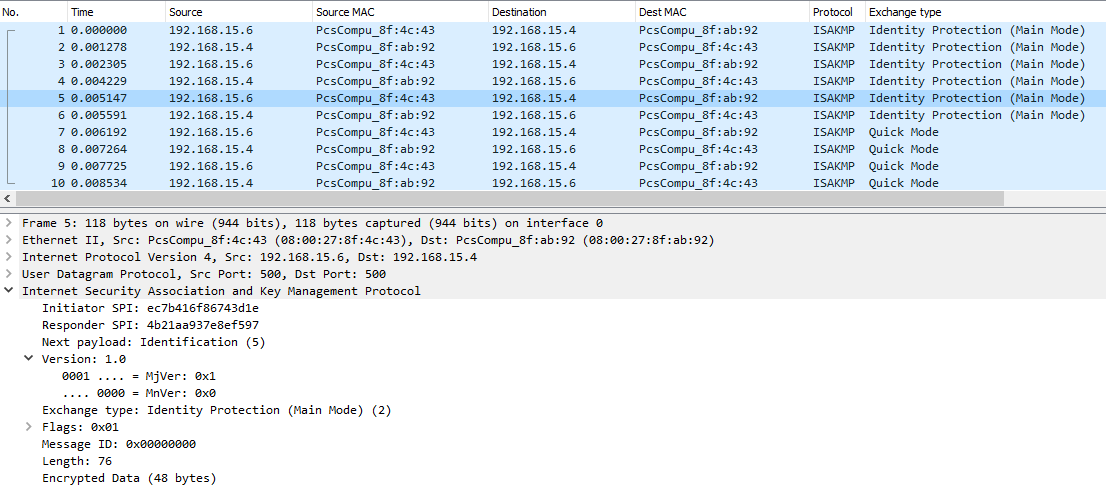 No. Time Source Source MAC Destination Dest MAC Protocol Exchange type
1 0.000000 192.168.15.6 PcsCompu_8f:4c:43 192.168.15.4 PcsCompu_8f:ab:92 ISAKMP Identity Protection (Main Mode)
2 0.001278 192.168.15.4 PcsCompu_8f:ab:92 192.168.15.6 PcsCompu_8f:4c:43 ISAKMP Identity Protection (Main Mode)
3 0.002305 192.168.15.6 PcsCompu_8f:4c:43 192.168.15.4 PcsCompu_8f:ab:92 ISAKMP Identity Protection (Main Mode)
4 0.004229 192.168.15.4 PcsCompu_8f:ab:92 192.168.15.6 PcsCompu_8f:4c:43 ISAKMP Identity Protection (Main Mode)
5 0.005147 192.168.15.6 PcsCompu_8f:4c:43 192.168.15.4 PcsCompu_8f:ab:92 ISAKMP Identity Protection (Main Mode)
6 0.005591 192.168.15.4 PcsCompu_8f:ab:92 192.168.15.6 PcsCompu_8f:4c:43 ISAKMP Identity Protection (Main Mode)
7 0.006192 192.168.15.6 PcsCompu_8f:4c:43 192.168.15.4 PcsCompu_8f:ab:92 ISAKMP Quick Mode
8 0.007264 192.168.15.4 PcsCompu_8f:ab:92 192.168.15.6 PcsCompu_8f:4c:43 ISAKMP Quick Mode
9 0.007725 192.168.15.6 PcsCompu_8f:4c:43 192.168.15.4 PcsCompu_8f:ab:92 ISAKMP Quick Mode
10 0.008534 192.168.15.4 PcsCompu_8f:ab:92 192.168.15.6 PcsCompu_8f:4c:43 ISAKMP Quick Mode
Frame 5: 118 bytes on wire (944 bits), 118 bytes captured (944 bits) on interface 0
Ethernet II, Src: PcsCompu_8f:4c:43 (08:00:27:8f:4c:43), Dst: PcsCompu_8f:ab:92 (08:00:27:8f:ab:92)
Internet Protocol Version 4, Src: 192.168.15.6, Dst: 192.168.15.4
User Datagram Protocol, Src Port: 500, Dst Port: 500
Internet Security Association and Key Management Protocol
Initiator SPI: ec7b416f86743d1e
Responder SPI: 4b21aa937e8ef597
Next payload: Identification (5)
Version: 1.0
0001 .... = MjVer: 0x1
.... 0000 = MnVer: 0x0
Exchange type: Identity Protection (Main Mode) (2)
Flags: 0x01
Message ID: 0x00000000
Length: 76
Encrypted Data (48 bytes)